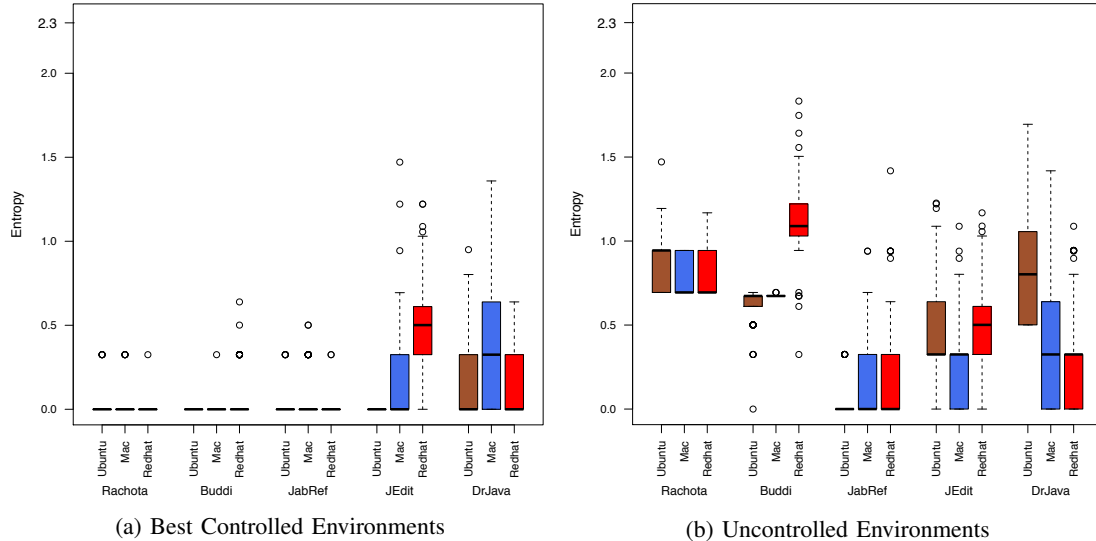 2.3
2.0
1.5
1.0
0.5
0.0
Entropy
Ubuntu
Mac
Redhat
Ubuntu
Mac
Redhat
Ubuntu
Mac
Redhat
Ubuntu
Mac
Redhat
Ubuntu
Mac
Redhat
Rachota Buddi JabRef JEdit DrJava
(a) Best Controlled Environments
2.3
2.0
1.5
1.0
0.5
0.0
Entropy
Ubuntu
Mac
Redhat
Ubuntu
Mac
Redhat
Ubuntu
Mac
Redhat
Ubuntu
Mac
Redhat
Ubuntu
Mac
Redhat
Rachota Buddi JabRef JEdit DrJava
(b) Uncontrolled Environments